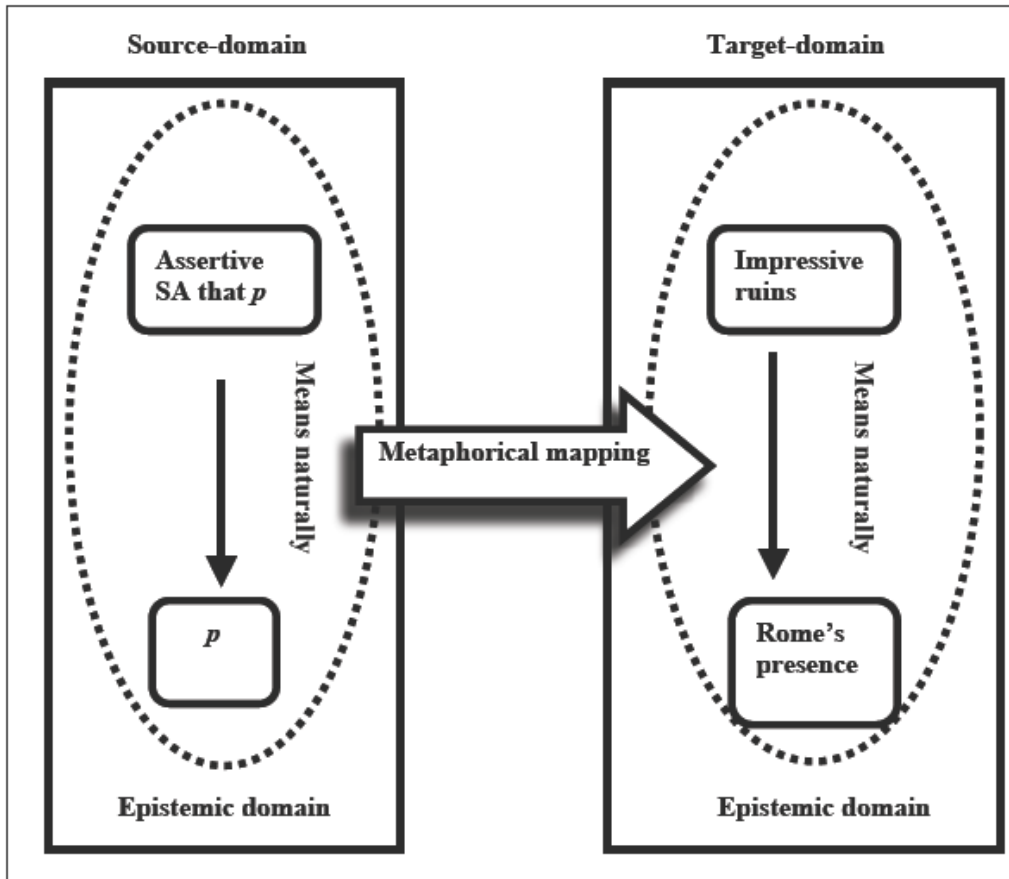 Source-domain
Target-domain
Assertive
SA that p
Impressive
ruins
Means naturally
Means naturally
Metaphorical mapping
p
Rome’s
presence
Epistemic domain
Epistemic domain